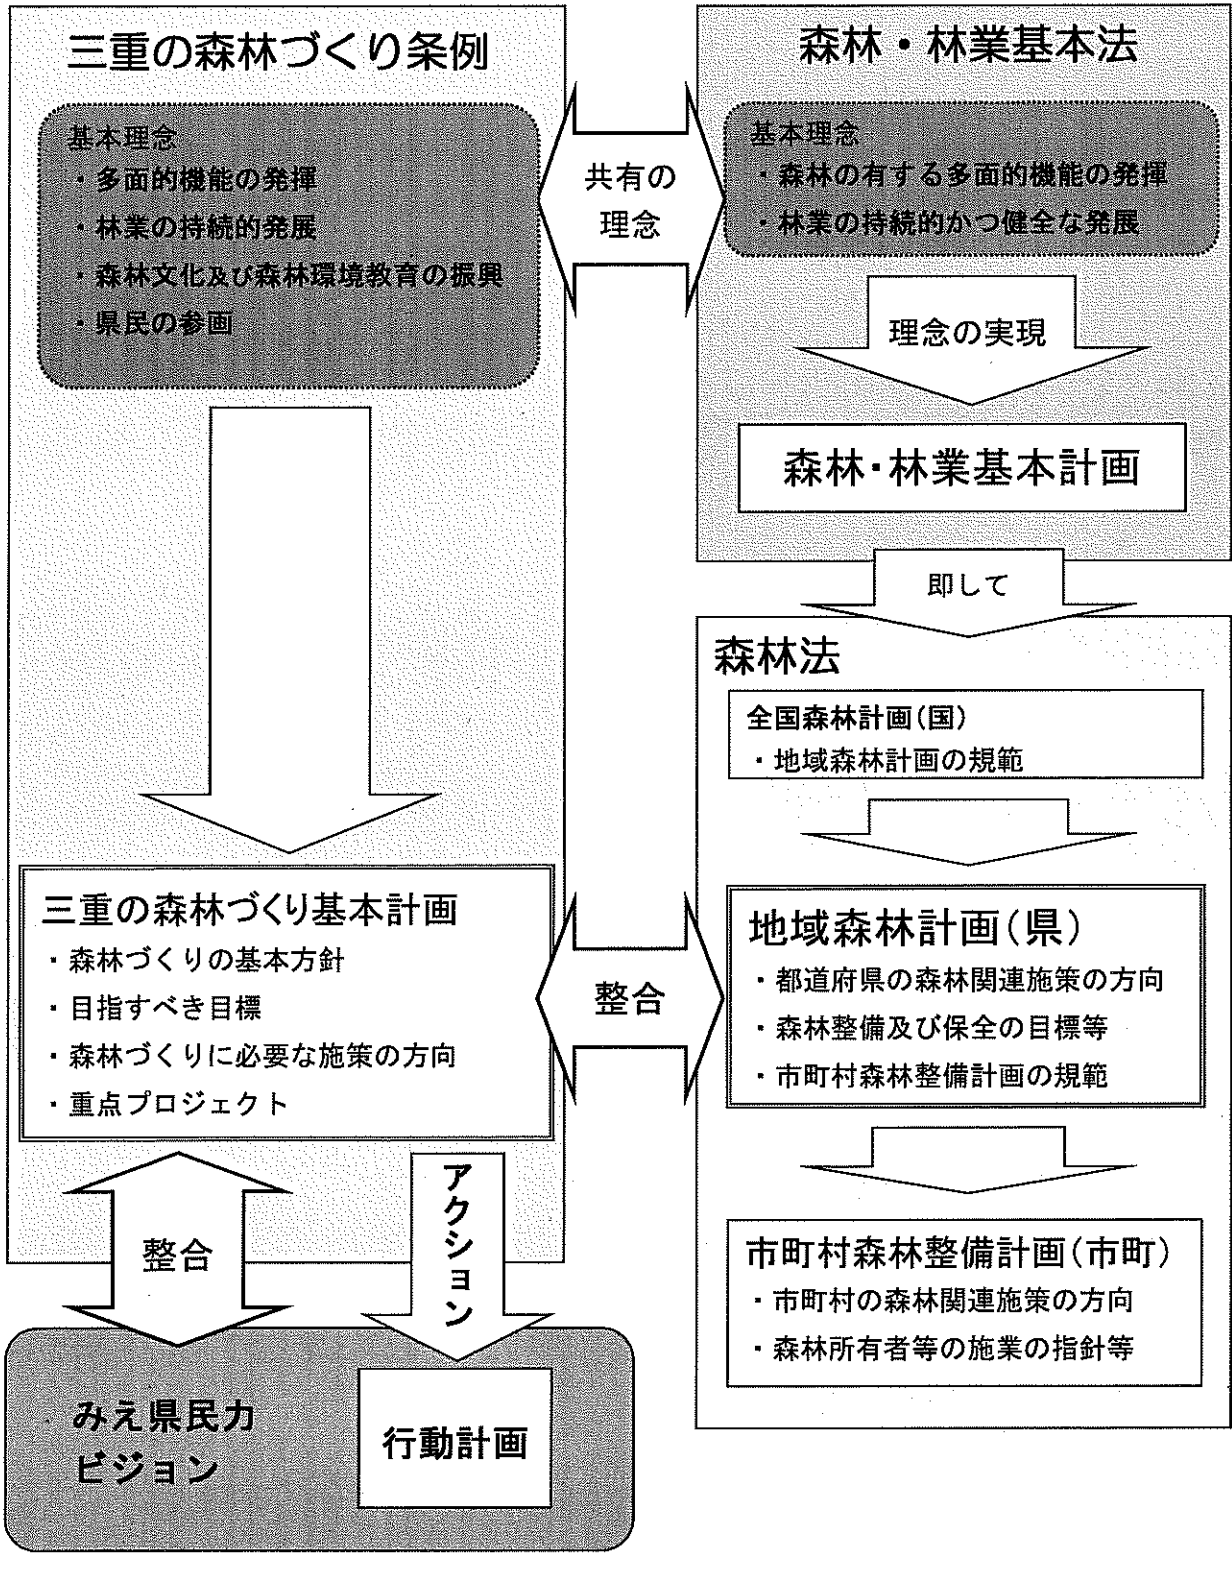 三重の森林づくり条例
基本理念
・多面的機能の発揮
・林業の持続的発展
・森林文化及び森林環境教育の振興
・県民の参画
共有の
理念
森林・林業基本法
基本理念
・森林の有する多面的機能の発揮
・林業の持続的かつ健全な発展
理念の実現
森林・林業基本計画
即して
森林法
全国森林計画(国)
・地域森林計画の規範
三重の森林づくり基本計画
・森林づくりの基本方針
・目指すべき目標
・森林づくりに必要な施策の方向
・重点プロジェクト
整合
地域森林計画(県)
・都道府県の森林関連施策の方向
・森林整備及び保全の目標等
・市町村森林整備計画の規範
整合
アクション
市町村森林整備計画(市町)
・市町村の森林関連施策の方向
・森林所有者等の施業の指針等
みえ県民力
ビジョン
行動計画